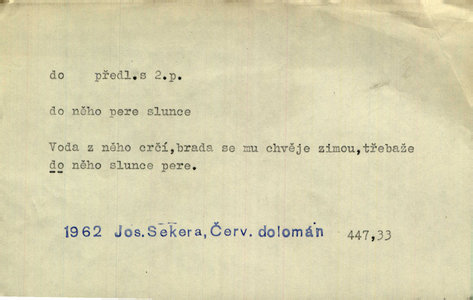 do předl.s 2.p.
do něho pere slunce
Voda z něho crčí,brada se mu chvěje zimou,třebaže
do něho slunce pere.
1962 Jos.Sekera,Červ.dolomán 447,33